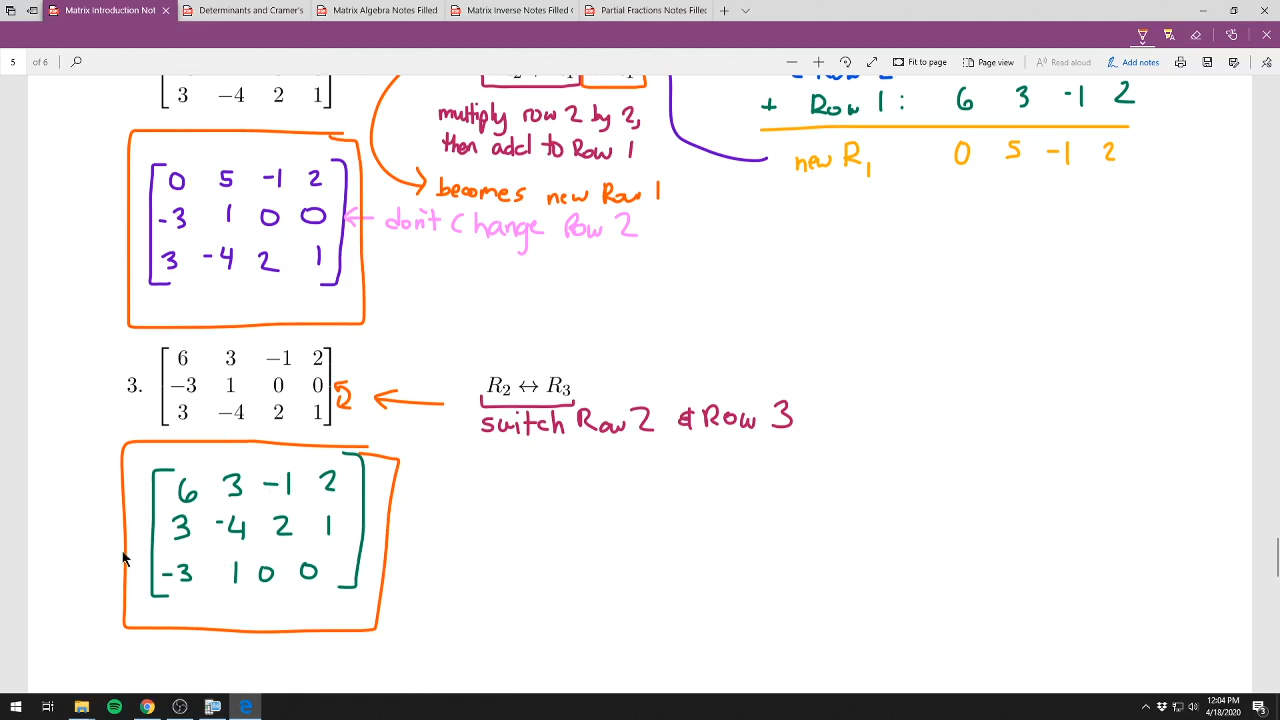 Matrix Introduction Not
Determinants and Cramer's
Matrix Algebra Notes Filled
Matrix Inverse Notes Filled
Partial Fractions Notes Filled
5 of 6
Fit to page
Page view
Read aloud
Add notes
3 −4 2 1
multiply row 2 by 2,
then add to Row 1
becomes new Row 1
don't change Row 2
+ Row 1: 6 3 -1 2
new R₁ 0 5 -1 2
0 5 -1 2
-3 1 0 0
3 -4 2 1
3.
6 3 −1 2
−3 1 0 0
3 −4 2 1
R₂ ↔ R₃
switch Row 2 & Row 3
6 3 -1 2
3 -4 2 1
-3 1 0 0
12:04 PM
4/18/2020